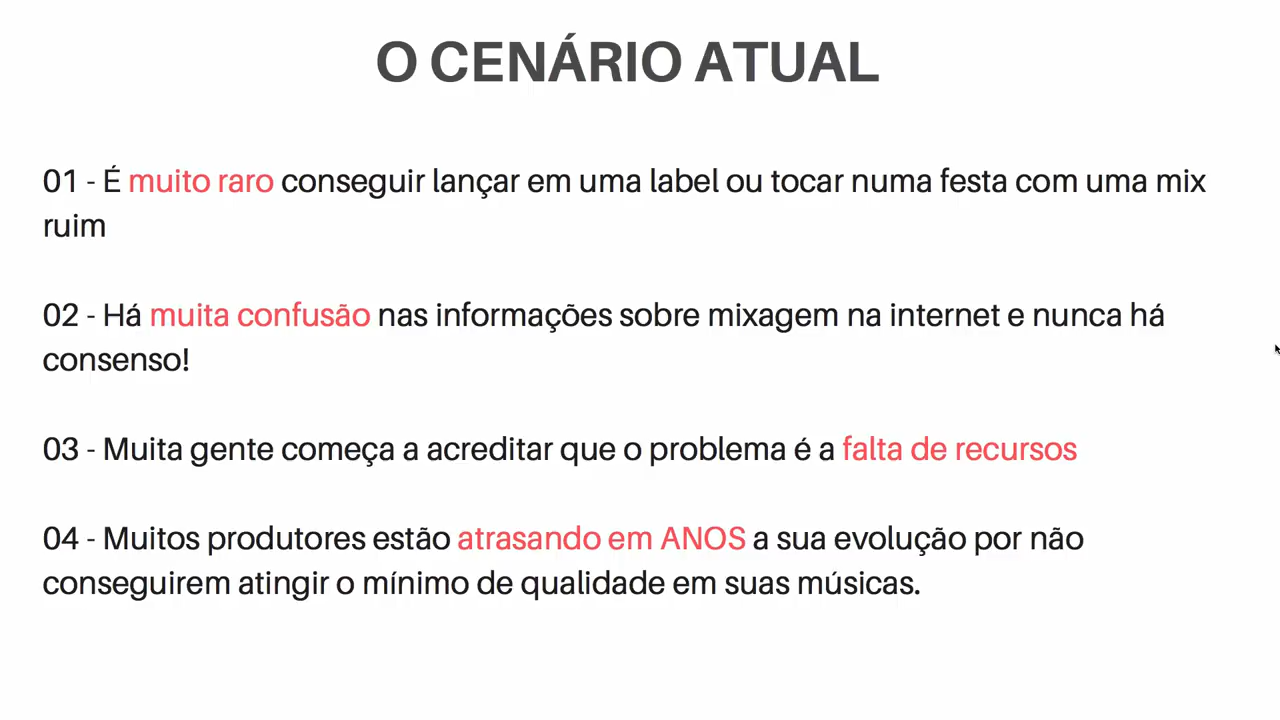 O CENÁRIO ATUAL
01 - É muito raro conseguir lançar em uma label ou tocar numa festa com uma mix
ruim
02 - Há muita confusão nas informações sobre mixagem na internet e nunca há
consenso!
03 - Muita gente começa a acreditar que o problema é a falta de recursos
04 - Muitos produtores estão atrasando em ANOS a sua evolução por não
conseguirem atingir o mínimo de qualidade em suas músicas.